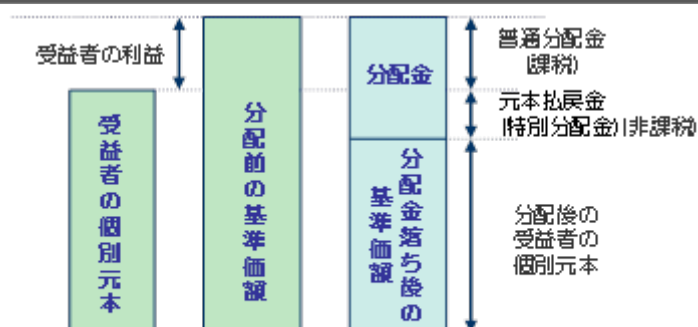 受益者の利益
受益者の個別元本
分配前の基準価額
分配金
分配金落ち後の
基準価額
普通分配金
(課税)
元本払戻金
(特別分配金)(非課税)
分配後の
受益者の
個別元本